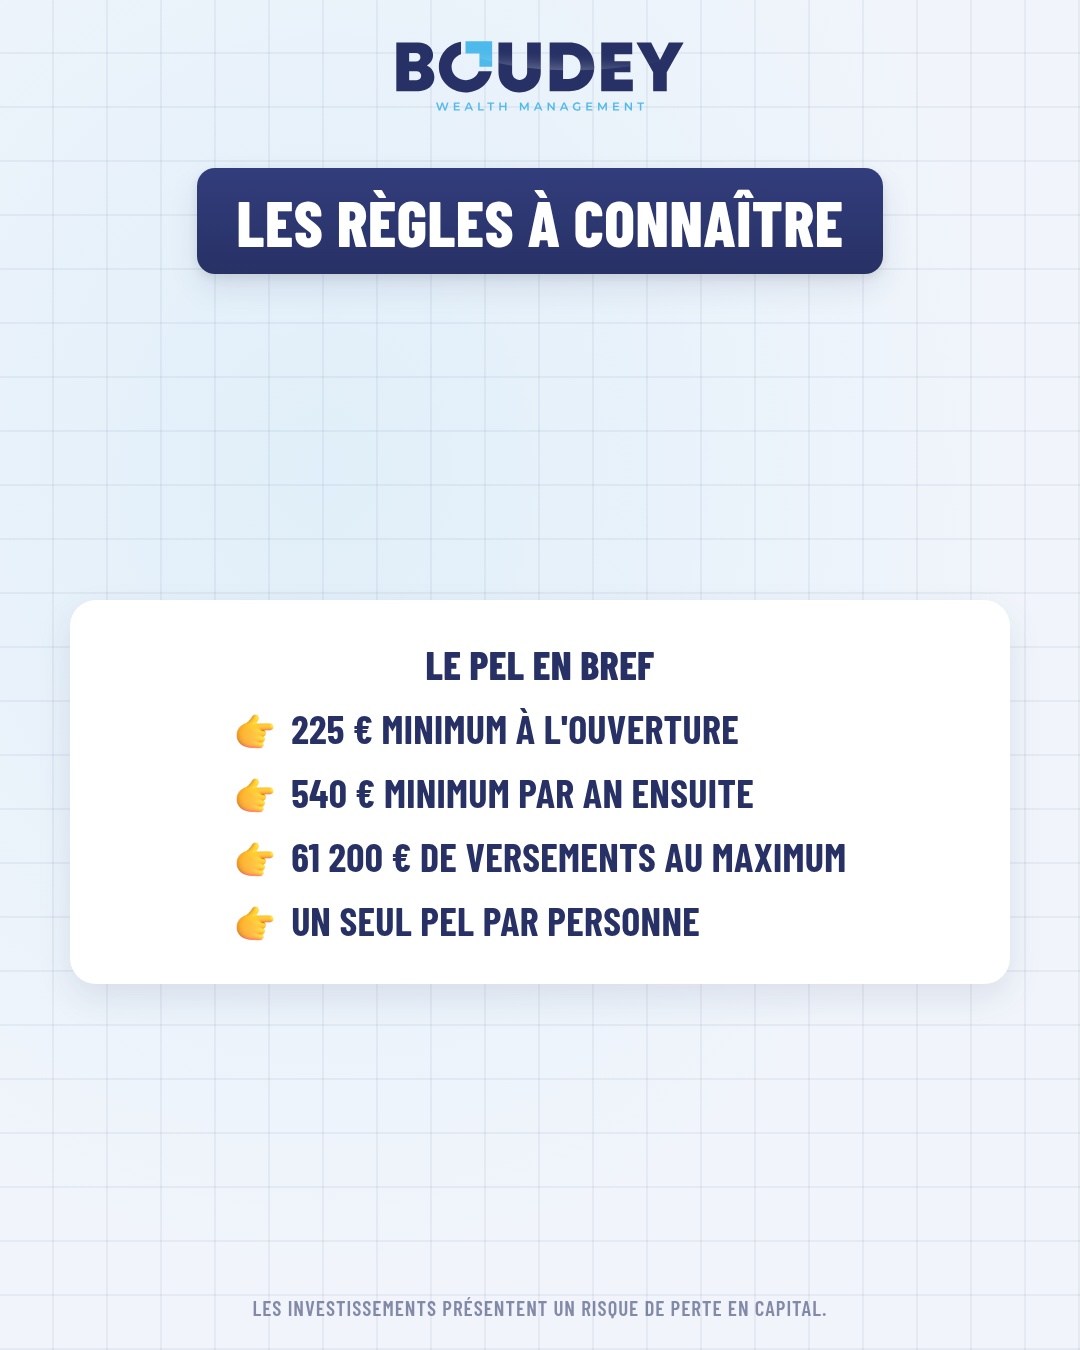 BOUDEY
WEALTH MANAGEMENT
LES RÈGLES À CONNAÎTRE
LE PEL EN BREF
👉 225 € MINIMUM À L'OUVERTURE
👉 540 € MINIMUM PAR AN ENSUITE
👉 61 200 € DE VERSEMENTS AU MAXIMUM
👉 UN SEUL PEL PAR PERSONNE
LES INVESTISSEMENTS PRÉSENTENT UN RISQUE DE PERTE EN CAPITAL.